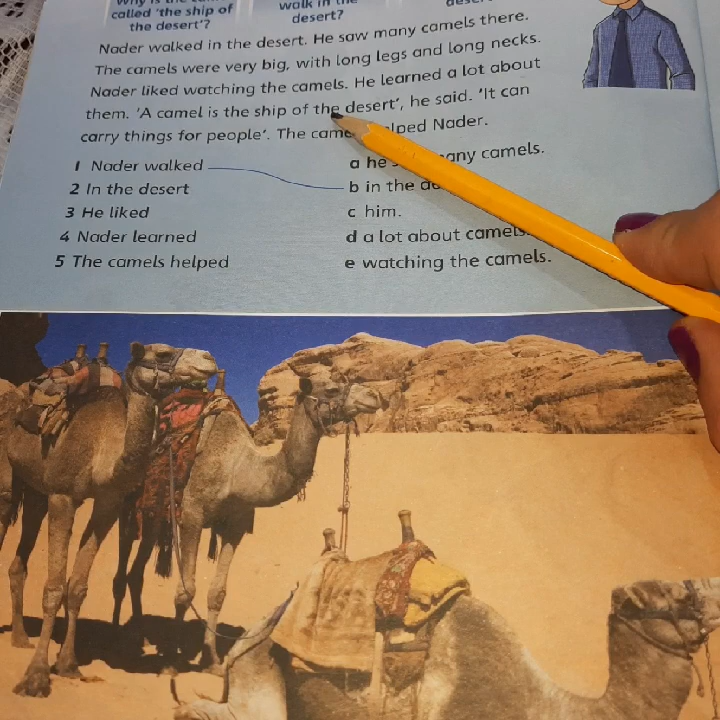 called 'the ship of
the desert'?
walk in the
desert?
Nader walked in the desert. He saw many camels there.
The camels were very big, with long legs and long necks.
Nader liked watching the camels. He learned a lot about
them. 'A camel is the ship of the desert', he said. 'It can
carry things for people'. The Nader.
1 Nader walked
a he many camels.
2 In the desert
b in the
3 He liked
c him.
4 Nader learned
d a lot about camels.
5 The camels helped
e watching the camels.